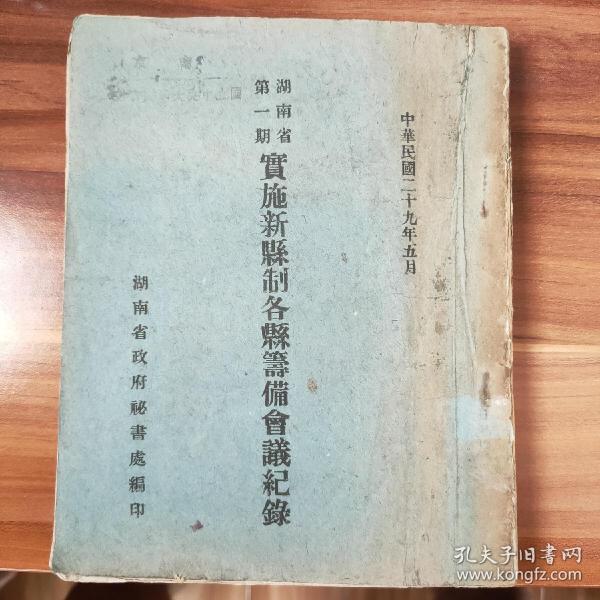 中華民國二十九年五月
湖南省
第一期
實施新縣制各縣籌備會議紀錄
湖南省政府祕書處編印
孔夫子旧书网
www.kongfz.com